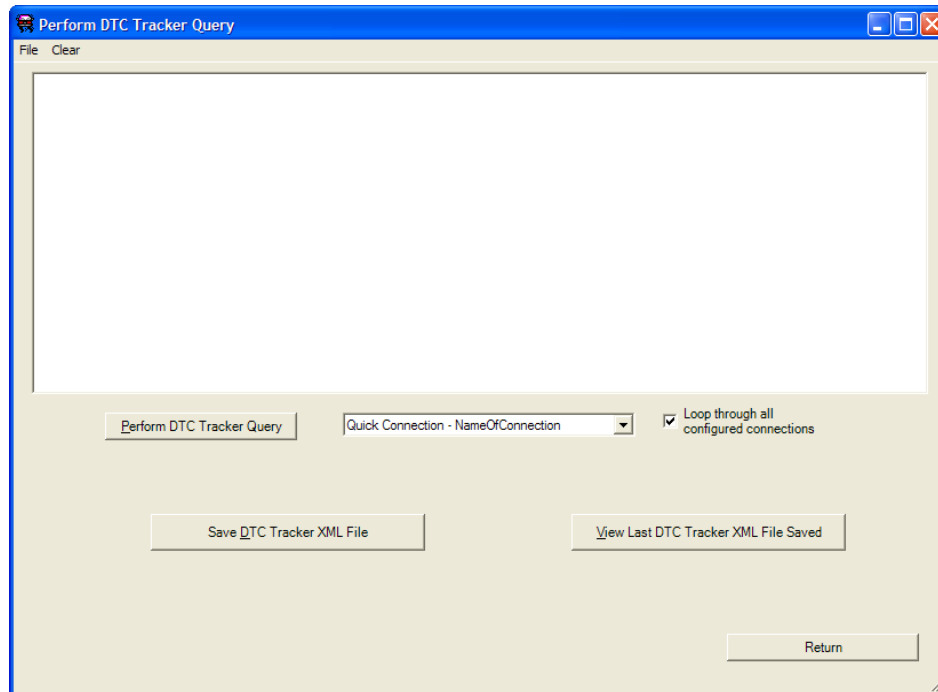 Perform DTC Tracker Query
File Clear
Perform DTC Tracker Query
Quick Connection - NameOfConnection
Loop through all
configured connections
Save DTC Tracker XML File
View Last DTC Tracker XML File Saved
Return